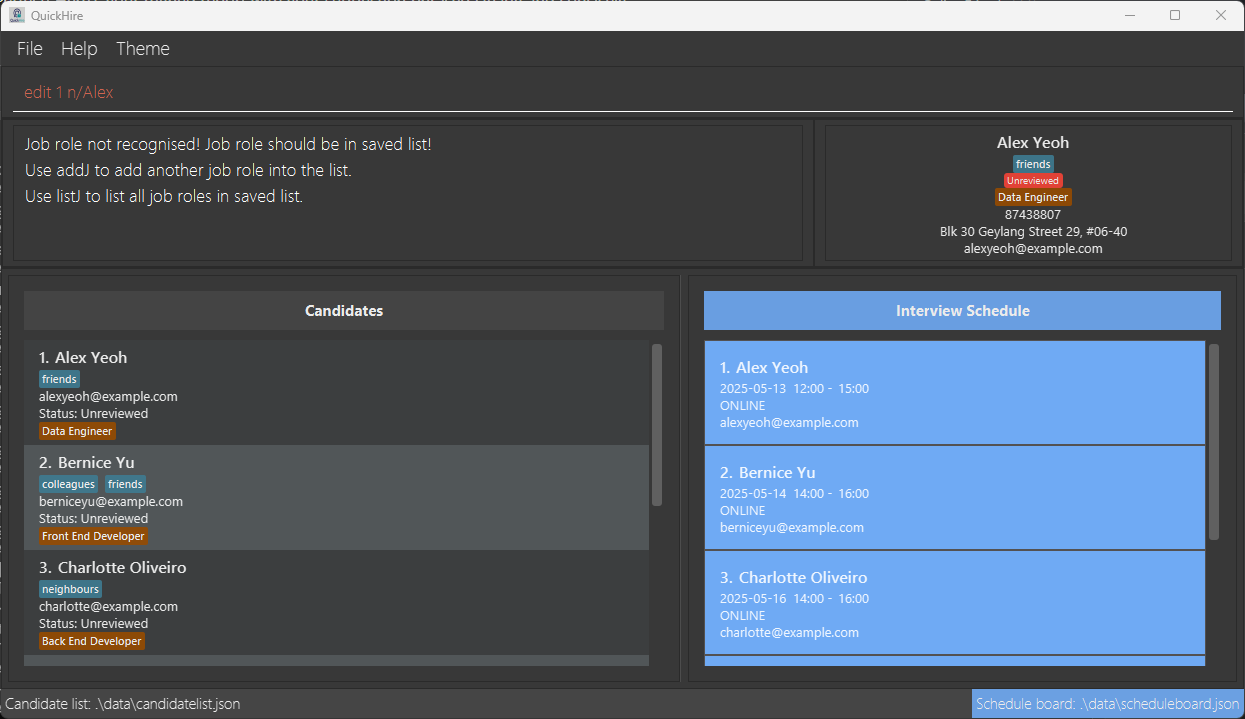 QuickHire
File Help Theme
edit 1 n/Alex
Job role not recognised! Job role should be in saved list!
Use addJ to add another job role into the list.
Use listJ to list all job roles in saved list.
Alex Yeoh
friends
Unreviewed
Data Engineer
87438807
Blk 30 Geylang Street 29, #06-40
alexyeoh@example.com
Candidates
1. Alex Yeoh
friends
alexyeoh@example.com
Status: Unreviewed
Data Engineer
2. Bernice Yu
colleagues friends
berniceyu@example.com
Status: Unreviewed
Front End Developer
3. Charlotte Oliveiro
neighbours
charlotte@example.com
Status: Unreviewed
Back End Developer
Interview Schedule
1. Alex Yeoh
2025-05-13 12:00 - 15:00
ONLINE
alexyeoh@example.com
2. Bernice Yu
2025-05-14 14:00 - 16:00
ONLINE
berniceyu@example.com
3. Charlotte Oliveiro
2025-05-16 14:00 - 16:00
ONLINE
charlotte@example.com
Candidate list: .\data\candidatelist.json
Schedule board: .\data\scheduleboard.json